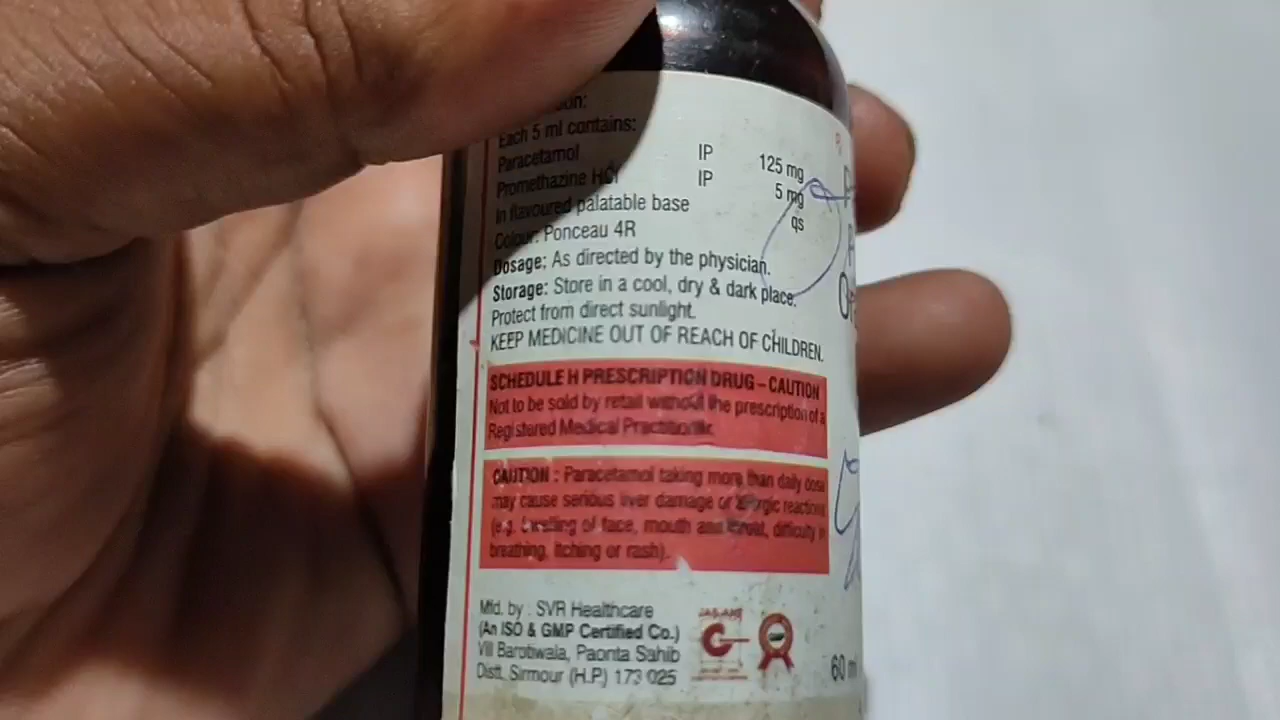 Each 5 ml contains:
Paracetamol IP 125 mg
Promethazine HCl IP 5 mg
In flavoured palatable base qs
Colour: Ponceau 4R
Dosage: As directed by the physician.
Storage: Store in a cool, dry & dark place.
Protect from direct sunlight.
KEEP MEDICINE OUT OF REACH OF CHILDREN.
SCHEDULE H PRESCRIPTION DRUG – CAUTION
Not to be sold by retail without the prescription of a
Registered Medical Practitioner.
CAUTION : Paracetamol taking more than daily dose
may cause serious liver damage or allergic reactions
(e.g. swelling of face, mouth and throat, difficulty in
breathing, itching or rash).
Mfd. by : SVR Healthcare
(An ISO & GMP Certified Co.)
Vill Barotiwala, Paonta Sahib
Distt. Sirmour (H.P.) 173 025
60 ml